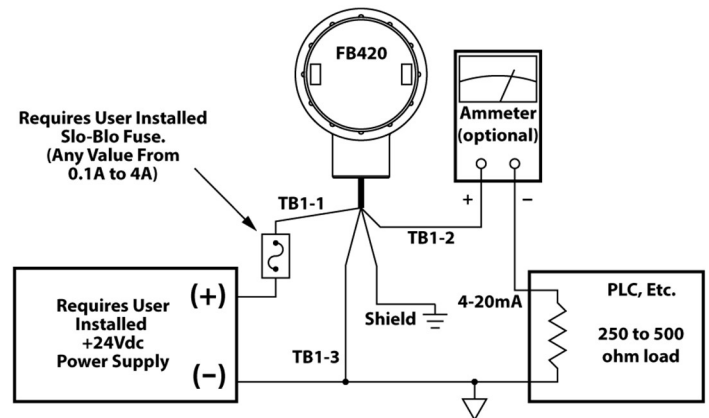 FB420
Requires User Installed
Slo-Blo Fuse.
(Any Value From
0.1A to 4A)
Ammeter
(optional)
+
−
TB1-1
TB1-2
(+)
Requires User
Installed
+24Vdc
Power Supply
(−)
Shield
TB1-3
4-20mA
PLC, Etc.
250 to 500
ohm load